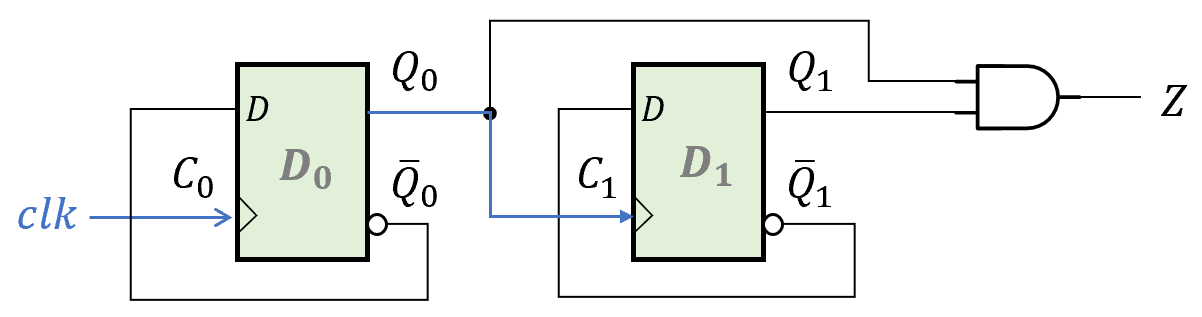 Q₀
Q₁
D
D
Z
D₀
D₁
C₀
Q̄₀
C₁
Q̄₁
clk